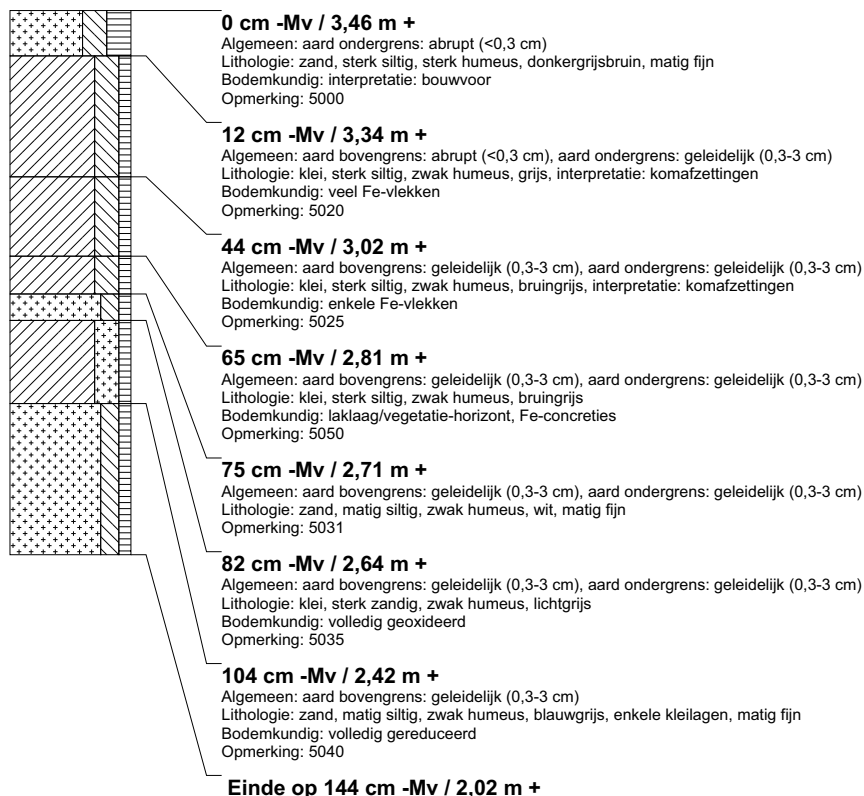 0 cm -Mv / 3,46 m +
Algemeen: aard ondergrens: abrupt (<0,3 cm)
Lithologie: zand, sterk siltig, sterk humeus, donkergrijsbruin, matig fijn
Bodemkundig: interpretatie: bouwvoor
Opmerking: 5000
12 cm -Mv / 3,34 m +
Algemeen: aard bovengrens: abrupt (<0,3 cm), aard ondergrens: geleidelijk (0,3-3 cm)
Lithologie: klei, sterk siltig, zwak humeus, grijs, interpretatie: komafzettingen
Bodemkundig: veel Fe-vlekken
Opmerking: 5020
44 cm -Mv / 3,02 m +
Algemeen: aard bovengrens: geleidelijk (0,3-3 cm), aard ondergrens: geleidelijk (0,3-3 cm)
Lithologie: klei, sterk siltig, zwak humeus, bruingrijs, interpretatie: komafzettingen
Bodemkundig: enkele Fe-vlekken
Opmerking: 5025
65 cm -Mv / 2,81 m +
Algemeen: aard bovengrens: geleidelijk (0,3-3 cm), aard ondergrens: geleidelijk (0,3-3 cm)
Lithologie: klei, sterk siltig, zwak humeus, bruingrijs
Bodemkundig: laklaag/vegetatie-horizont, Fe-concreties
Opmerking: 5050
75 cm -Mv / 2,71 m +
Algemeen: aard bovengrens: geleidelijk (0,3-3 cm), aard ondergrens: geleidelijk (0,3-3 cm)
Lithologie: zand, matig siltig, zwak humeus, wit, matig fijn
Opmerking: 5031
82 cm -Mv / 2,64 m +
Algemeen: aard bovengrens: geleidelijk (0,3-3 cm), aard ondergrens: geleidelijk (0,3-3 cm)
Lithologie: klei, sterk zandig, zwak humeus, lichtgrijs
Bodemkundig: volledig geoxideerd
Opmerking: 5035
104 cm -Mv / 2,42 m +
Algemeen: aard bovengrens: geleidelijk (0,3-3 cm)
Lithologie: zand, matig siltig, zwak humeus, blauwgrijs, enkele kleilagen, matig fijn
Bodemkundig: volledig gereduceerd
Opmerking: 5040
Einde op 144 cm -Mv / 2,02 m +